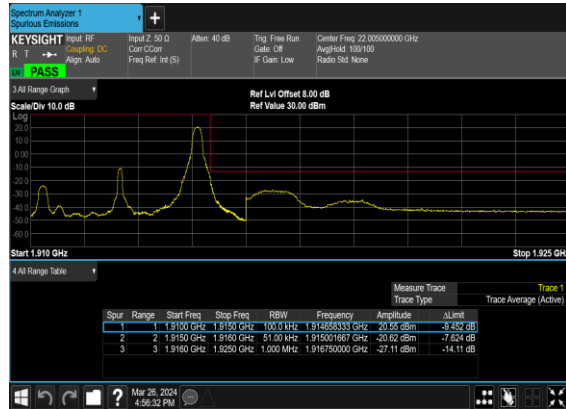 Spectrum Analyzer 1
Spurious Emissions
+
KEYSIGHT Input: RF Input Z: 50 Ω Atten: 40 dB Trig: Free Run Center Freq: 22.005000000 GHz
R T Coupling: DC Corr CCorr Gate: Off Avg|Hold: 100/100
Align: Auto Freq Ref: Int (S) IF Gain: Low Radio Std: None
PASS
3 All Range Graph
Ref Lvl Offset 8.00 dB
Scale/Div 10.0 dB Ref Value 30.00 dBm
Log
20.0
10.0
0.00
-10.0
-20.0
-30.0
-40.0
-50.0
-60.0
Start 1.910 GHz Stop 1.925 GH
4 All Range Table
Measure Trace Trace 1
Trace Type Trace Average (Active)
Spur Range Start Freq Stop Freq RBW Frequency Amplitude ΔLimit
1 1 1.9100 GHz 1.9150 GHz 100.0 kHz 1.914658333 GHz 20.55 dBm -9.452 dB
2 2 1.9150 GHz 1.9160 GHz 51.00 kHz 1.915001667 GHz -20.62 dBm -7.624 dB
3 3 1.9160 GHz 1.9250 GHz 1.000 MHz 1.916750000 GHz -27.11 dBm -14.11 dB
? Mar 26, 2024
4:56:32 PM